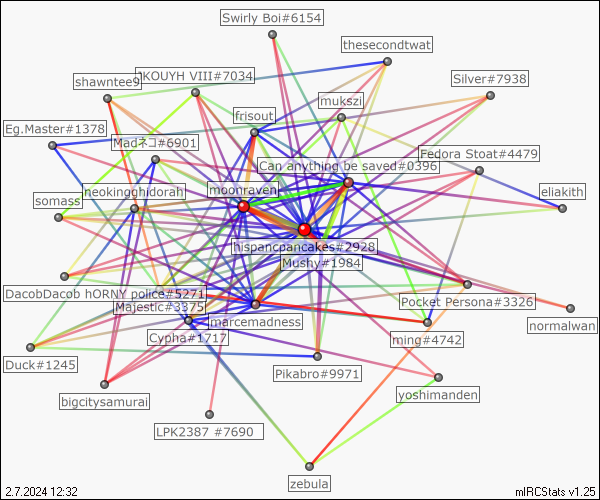 Swirly Boi#6154
thesecondtwat
shawntee9
KOUYH VIII#7034
Silver#7938
mukszi
frisout
Eg.Master#1378
Madネコ#6901
Fedora Stoat#4479
Can anything be saved#0396
neokinghidorah
moonraven
eliakith
somass
hispancpancakes#2928
Mushy#1984
DacobDacob hORNY police#5271
Pocket Persona#3326
Majestic#3375
marcemadness
normalwan
Cypha#1717
ming#4742
Duck#1245
Pikabro#9971
yoshimanden
bigcitysamurai
LPK2387 #7690
zebula
2.7.2024 12:32
mIRCStats v1.25